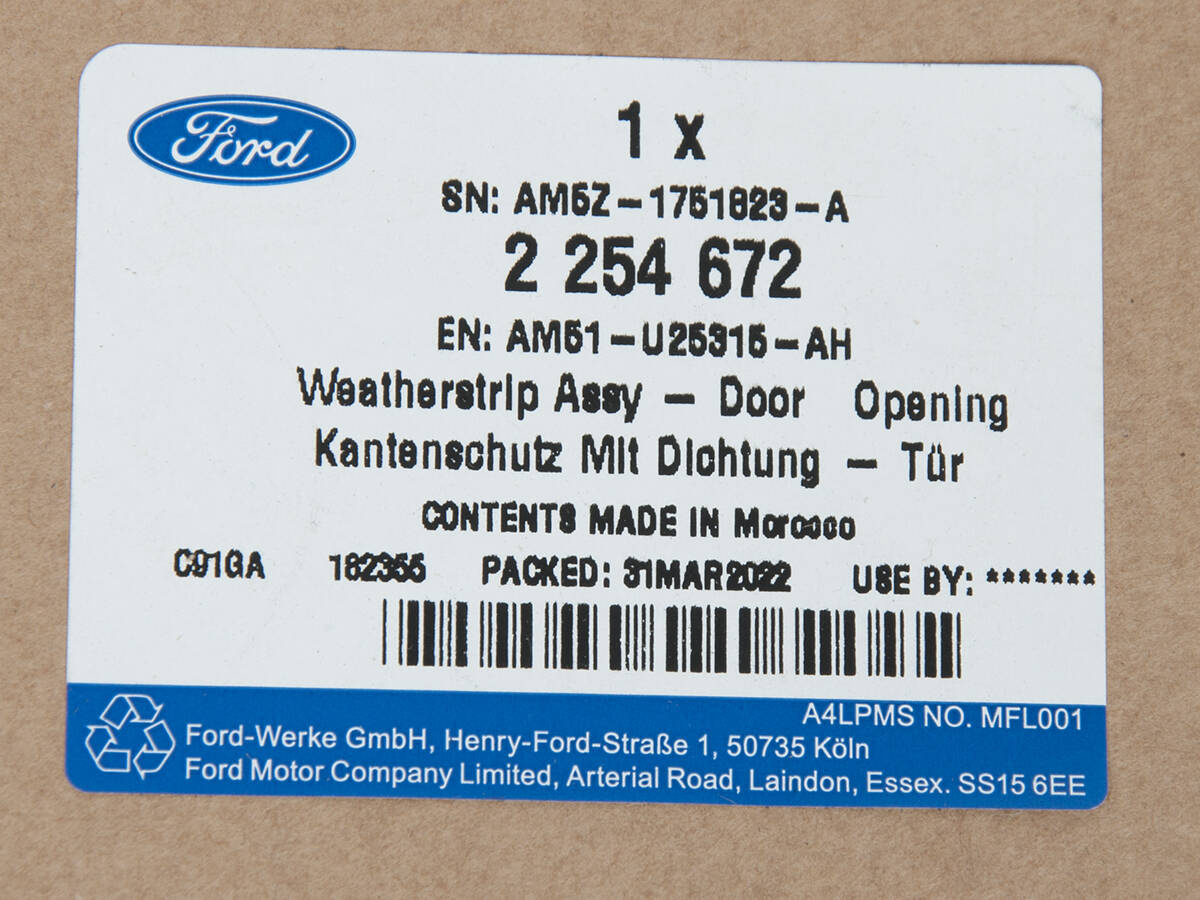 Ford
1 x
SN: AM5Z-1751823-A
2 254 672
EN: AM51-U25315-AH
Weatherstrip Assy - Door Opening
Kantenschutz Mit Dichtung - Tür
CONTENTS MADE IN Morocco
C91GA 182355 PACKED: 31MAR2022 USE BY: *******
A4LPMS NO. MFL001
Ford-Werke GmbH, Henry-Ford-Straße 1, 50735 Köln
Ford Motor Company Limited, Arterial Road, Laindon, Essex. SS15 6EE